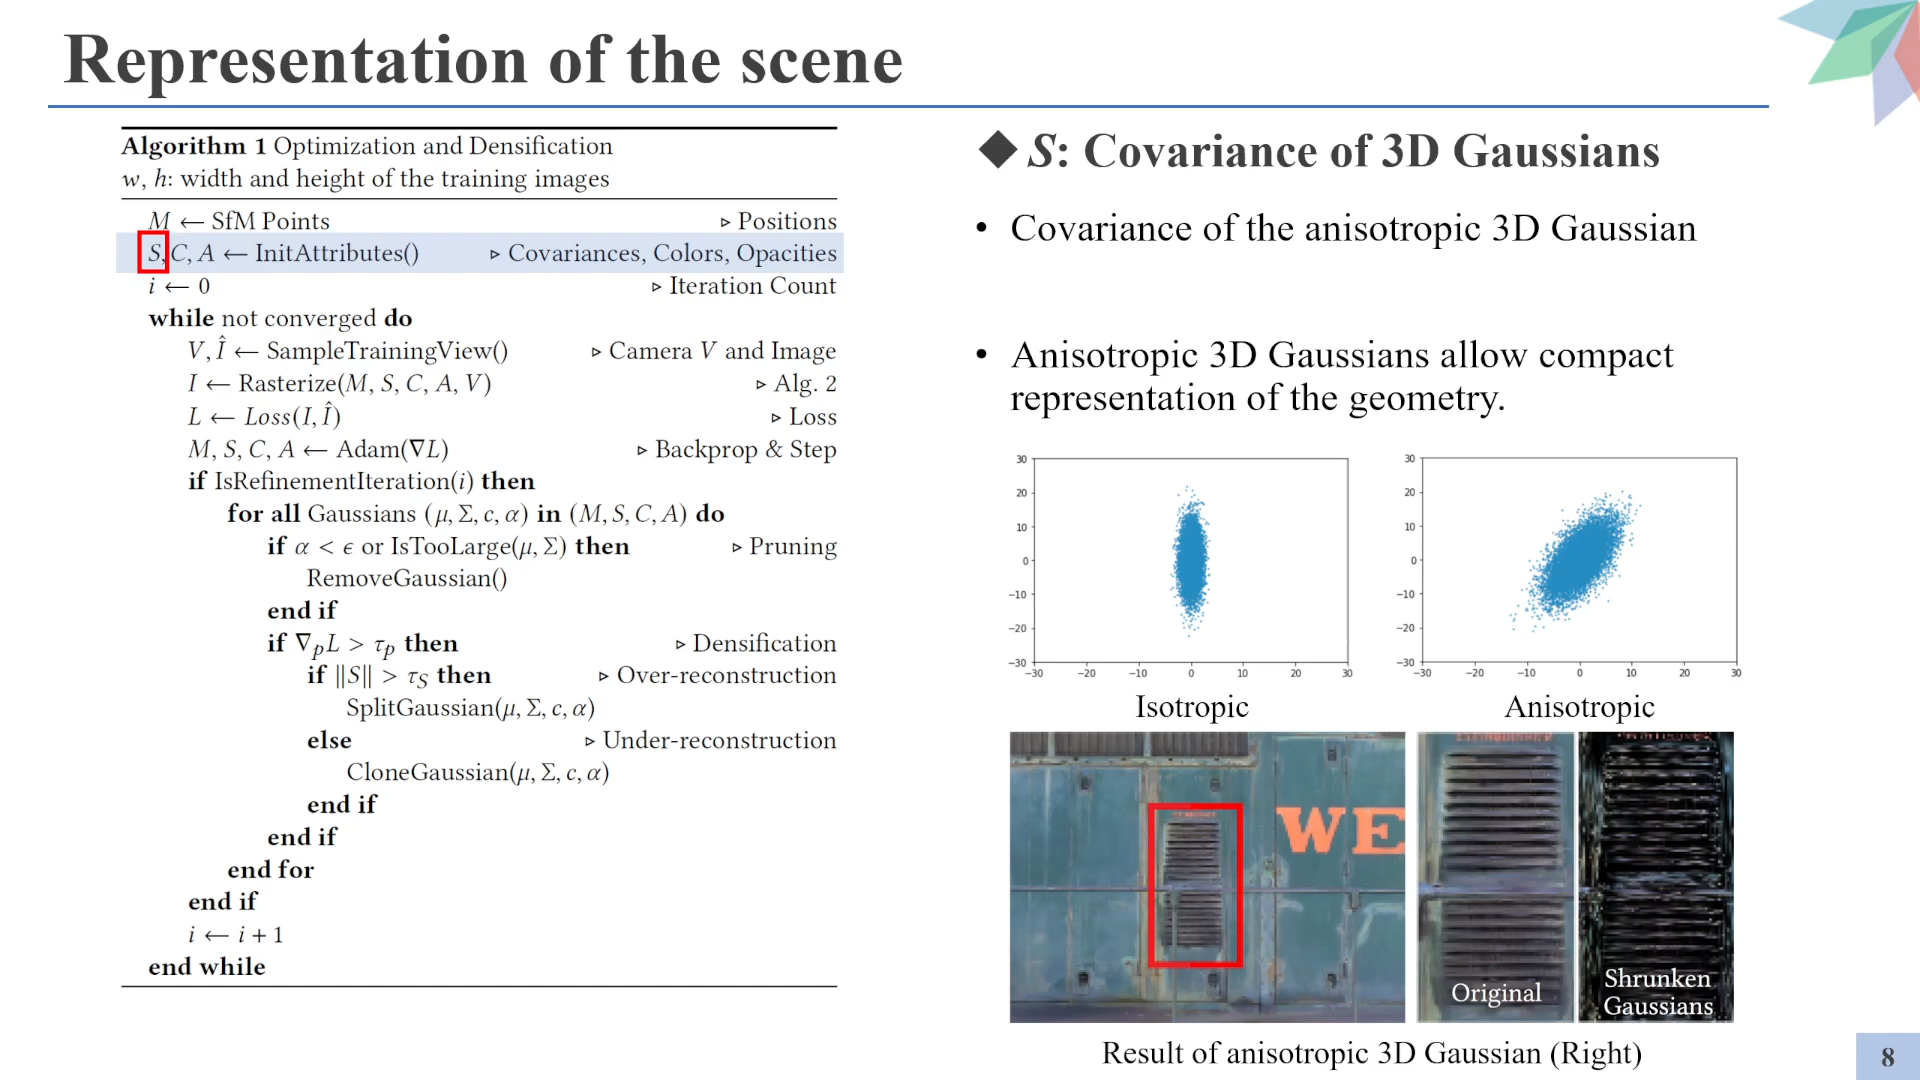 Representation of the scene
Algorithm 1 Optimization and Densification
w, h: width and height of the training images
M ← SfM Points ▹ Positions
S, C, A ← InitAttributes() ▹ Covariances, Colors, Opacities
i ← 0 ▹ Iteration Count
while not converged do
V, Î ← SampleTrainingView() ▹ Camera V and Image
I ← Rasterize(M, S, C, A, V) ▹ Alg. 2
L ← Loss(I, Î) ▹ Loss
M, S, C, A ← Adam(∇L) ▹ Backprop & Step
if IsRefinementIteration(i) then
for all Gaussians (μ, Σ, c, α) in (M, S, C, A) do
if α < ϵ or IsTooLarge(μ, Σ) then ▹ Pruning
RemoveGaussian()
end if
if ∇pL > τp then ▹ Densification
if ‖S‖ > τS then ▹ Over-reconstruction
SplitGaussian(μ, Σ, c, α)
else ▹ Under-reconstruction
CloneGaussian(μ, Σ, c, α)
end if
end if
end for
end if
i ← i + 1
end while
◆ S: Covariance of 3D Gaussians
• Covariance of the anisotropic 3D Gaussian
• Anisotropic 3D Gaussians allow compact
representation of the geometry.
30
20
10
0
−10
−20
−30
−30 −20 −10 0 10 20 30
Isotropic
30
20
10
0
−10
−20
−30
−30 −20 −10 0 10 20 30
Anisotropic
WE
Original
Shrunken
Gaussians
Result of anisotropic 3D Gaussian (Right)
8